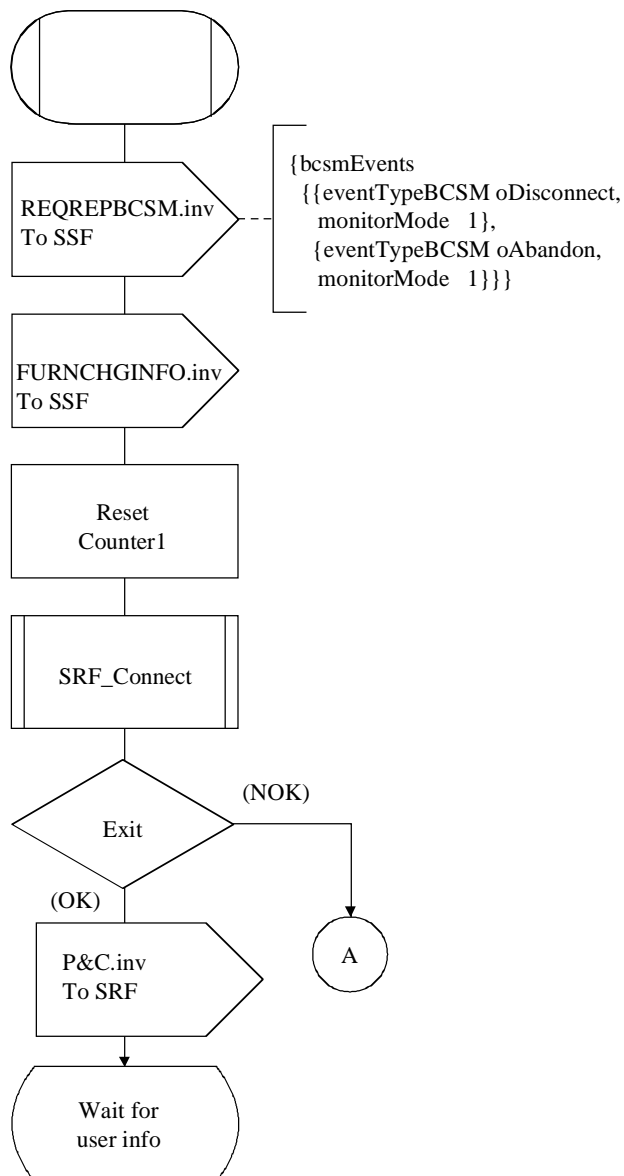 {bcsmEvents
{{eventTypeBCSM oDisconnect,
monitorMode 1},
{eventTypeBCSM oAbandon,
monitorMode 1}}}
REQREPBCSM.inv
To SSF
FURNCHGINFO.inv
To SSF
Reset
Counter1
SRF_Connect
Exit
(NOK)
(OK)
A
P&C.inv
To SRF
Wait for
user info